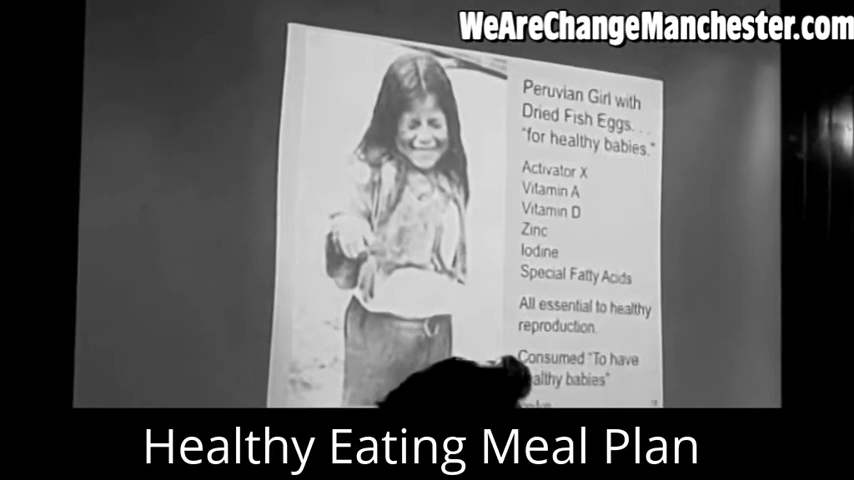 WeAreChangeManchester.com
Peruvian Girl with
Dried Fish Eggs. . .
"for healthy babies."
Activator X
Vitamin A
Vitamin D
Zinc
Iodine
Special Fatty Acids
All essential to healthy
reproduction.
Consumed "To have
babies"
Healthy Eating Meal Plan